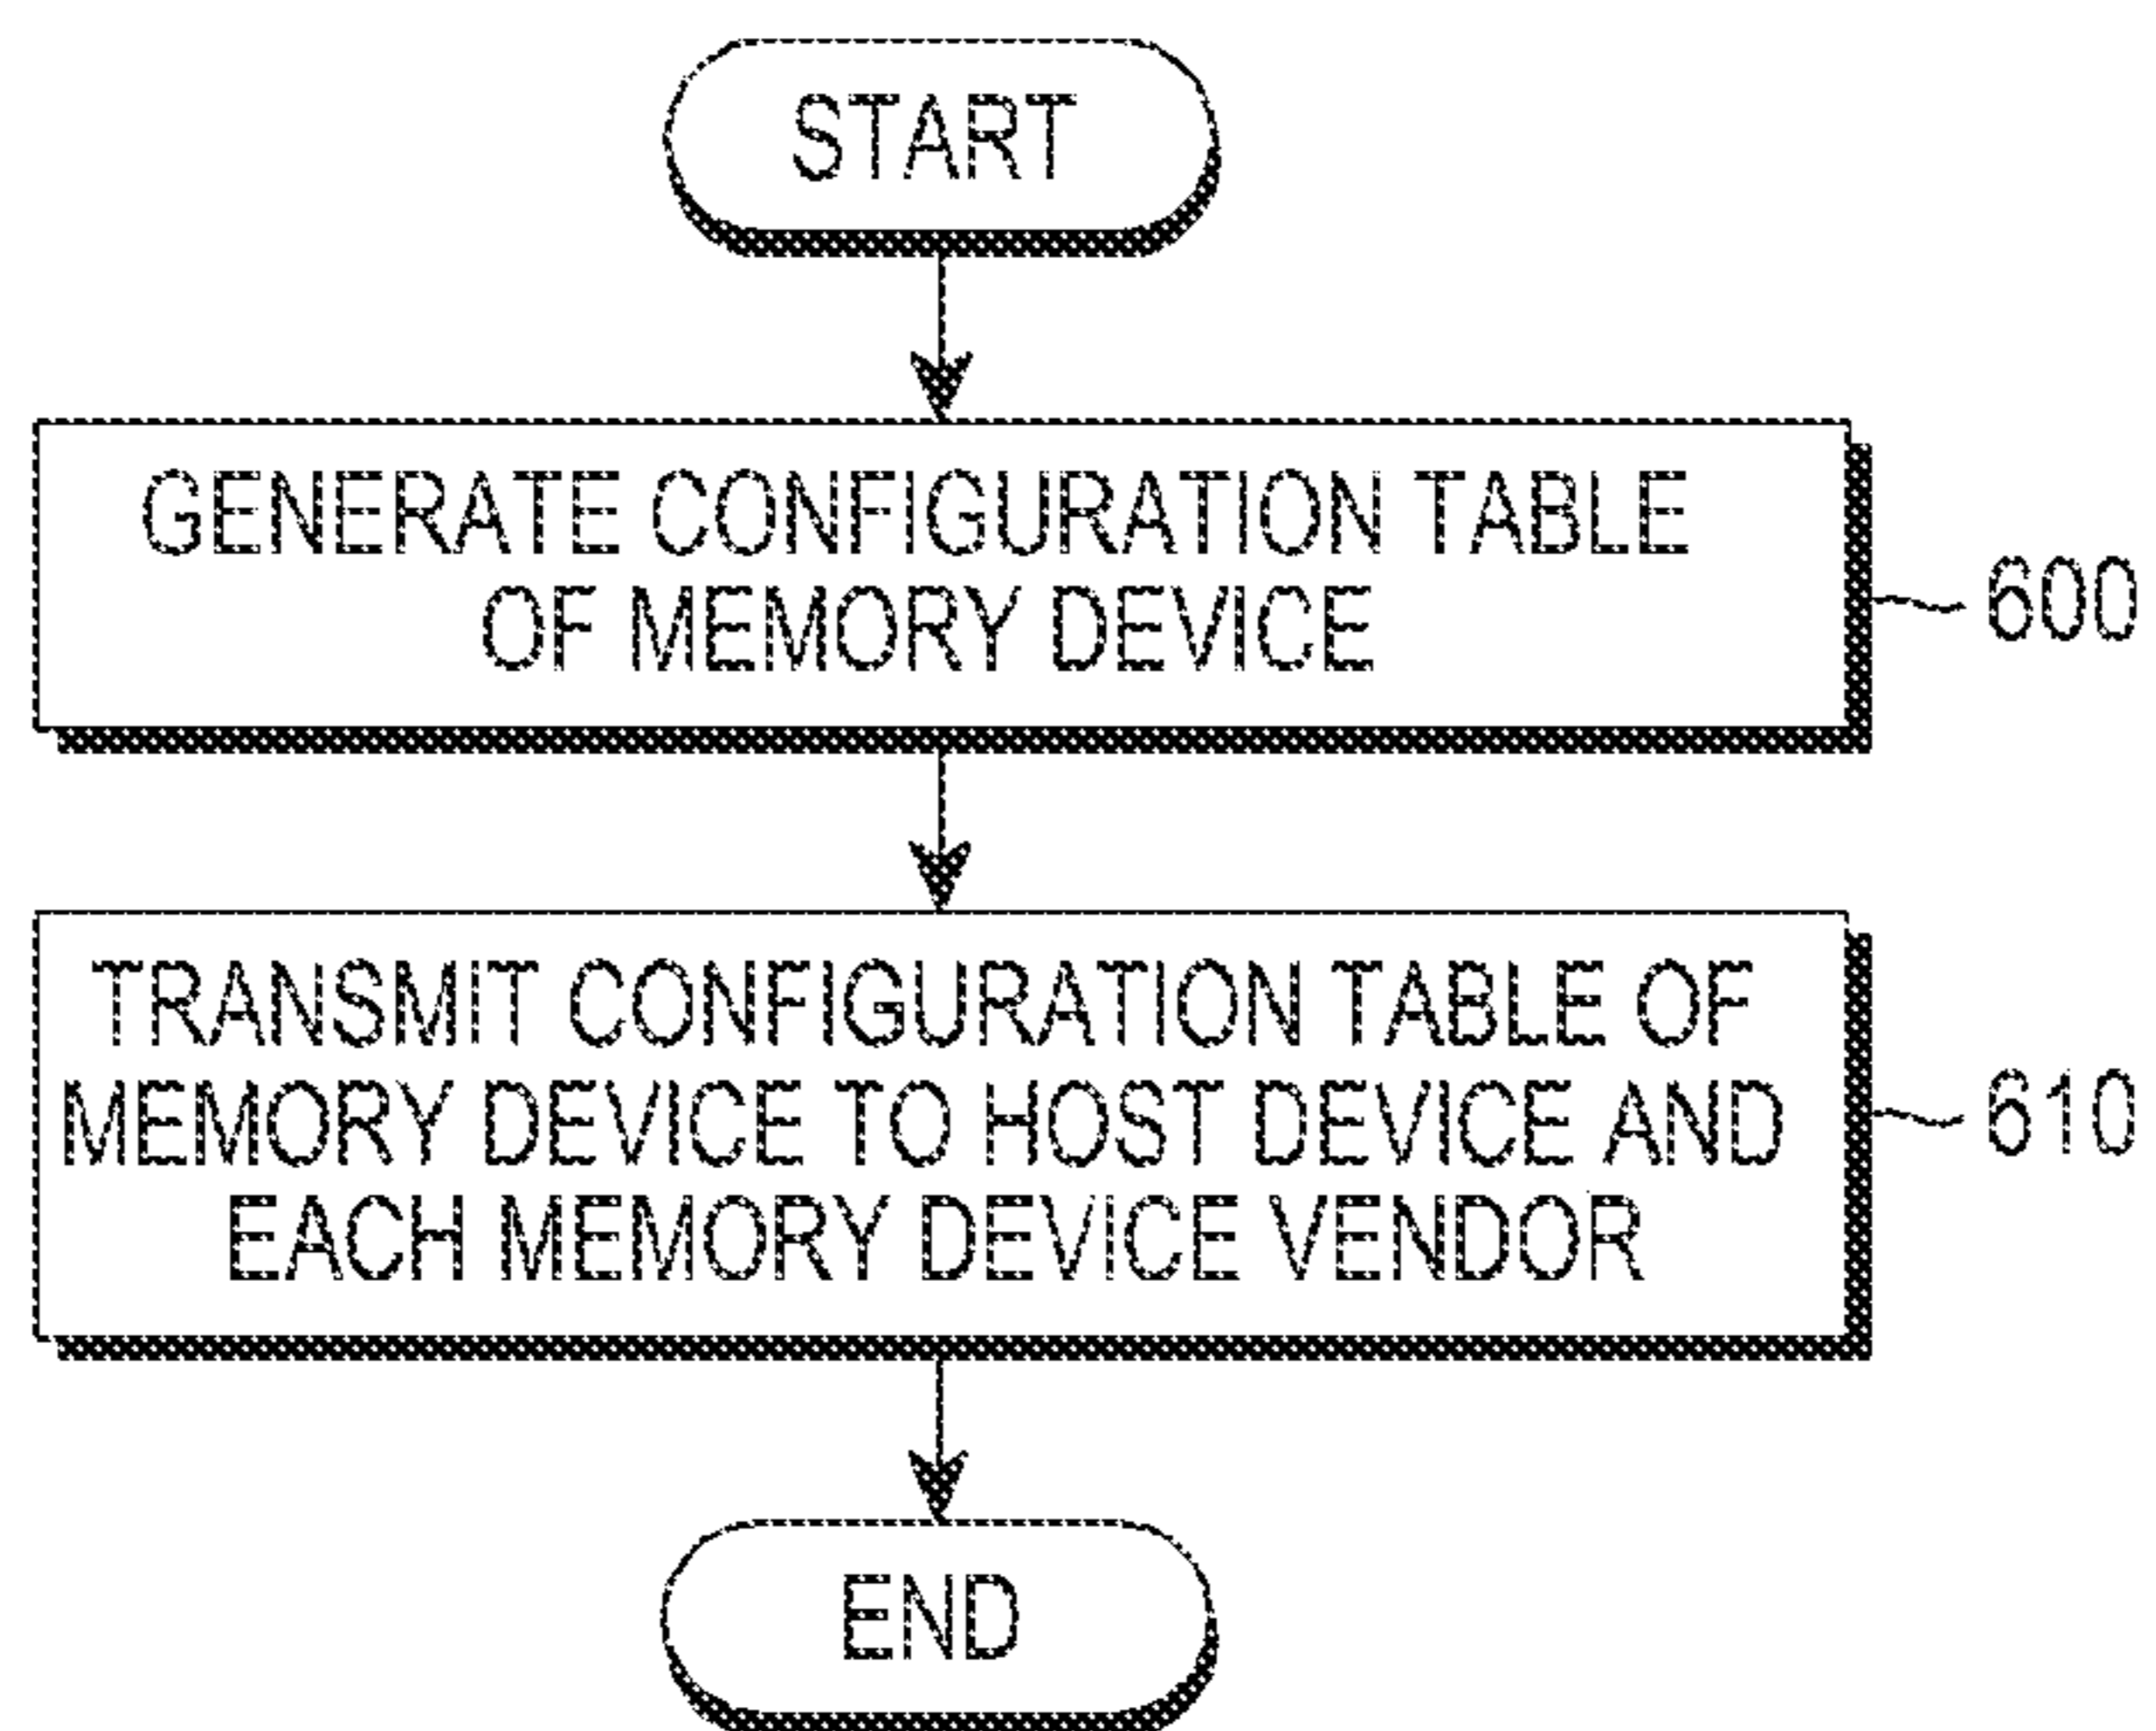 START
GENERATE CONFIGURATION TABLE
OF MEMORY DEVICE
600
TRANSMIT CONFIGURATION TABLE OF
MEMORY DEVICE TO HOST DEVICE AND
EACH MEMORY DEVICE VENDOR
610
END